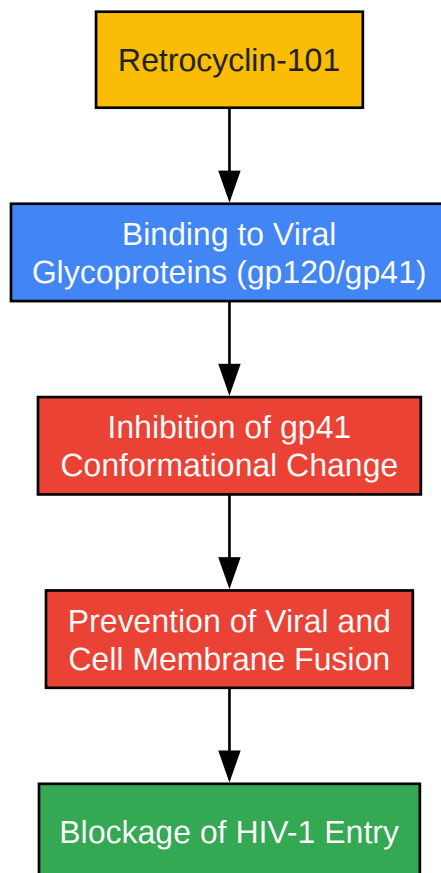 Retrocyclin-101
Binding to Viral
Glycoproteins (gp120/gp41)
Inhibition of gp41
Conformational Change
Prevention of Viral and
Cell Membrane Fusion
Blockage of HIV-1 Entry